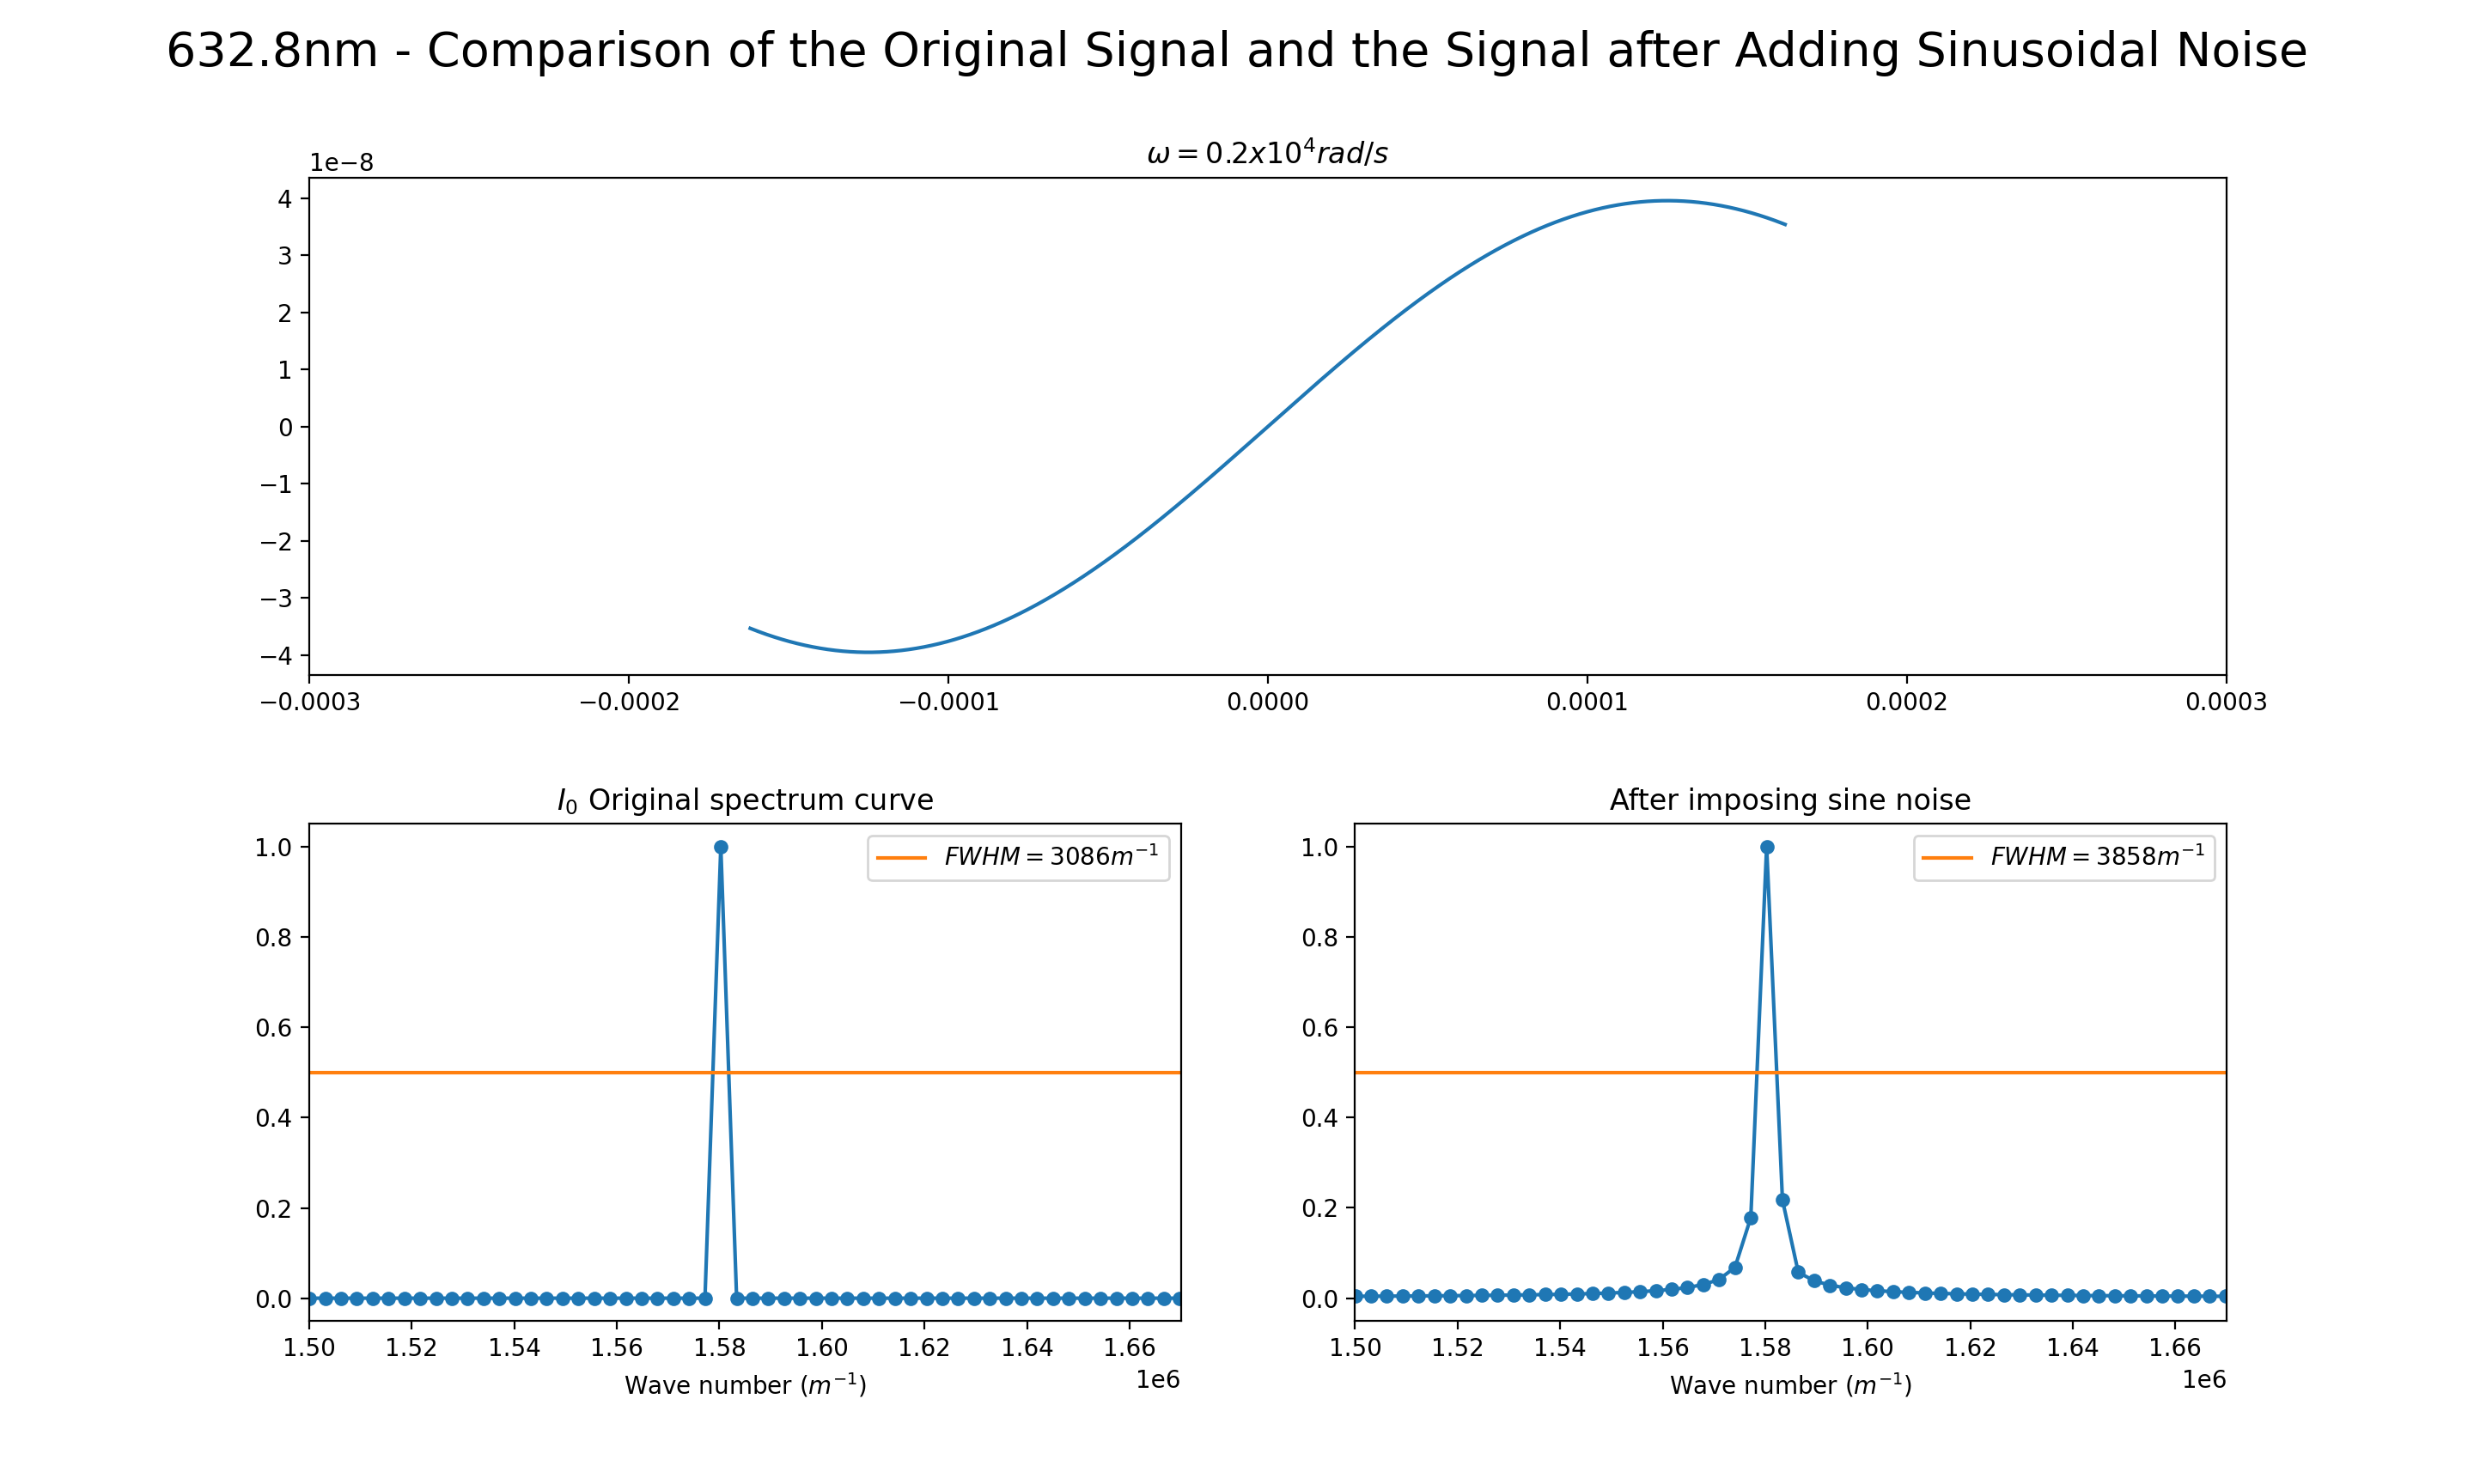 632.8nm - Comparison of the Original Signal and the Signal after Adding Sinusoidal Noise
ω = 0.2x10⁴rad/s
1e−8
4
3
2
1
0
−1
−2
−3
−4
−0.0003 −0.0002 −0.0001 0.0000 0.0001 0.0002 0.0003
I₀ Original spectrum curve
FWHM = 3086m⁻¹
1.0
0.8
0.6
0.4
0.2
0.0
1.50 1.52 1.54 1.56 1.58 1.60 1.62 1.64 1.66
1e6
Wave number (m⁻¹)
After imposing sine noise
FWHM = 3858m⁻¹
1.0
0.8
0.6
0.4
0.2
0.0
1.50 1.52 1.54 1.56 1.58 1.60 1.62 1.64 1.66
1e6
Wave number (m⁻¹)